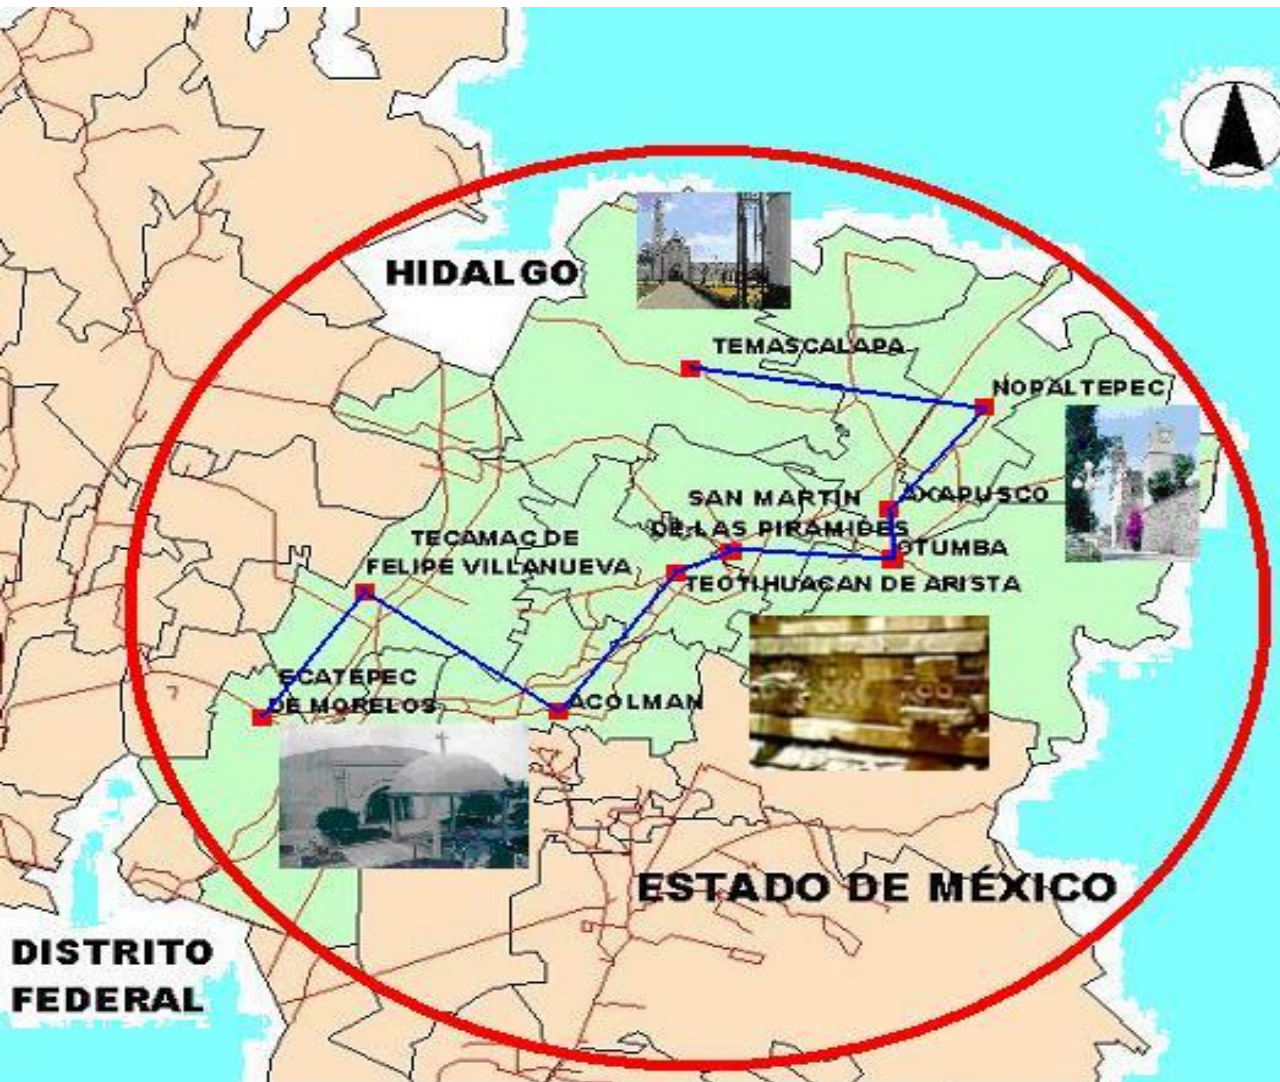 HIDALGO
TEMASCALAPA
NOPALTEPEC
AXAPUSCO
SAN MARTIN
DE LAS PIRAMIDES
OTUMBA
TECAMAC DE
FELIPE VILLANUEVA
TEOTIHUACAN DE ARISTA
ECATEPEC
DE MORELOS
ACOLMAN
ESTADO DE MÉXICO
DISTRITO
FEDERAL